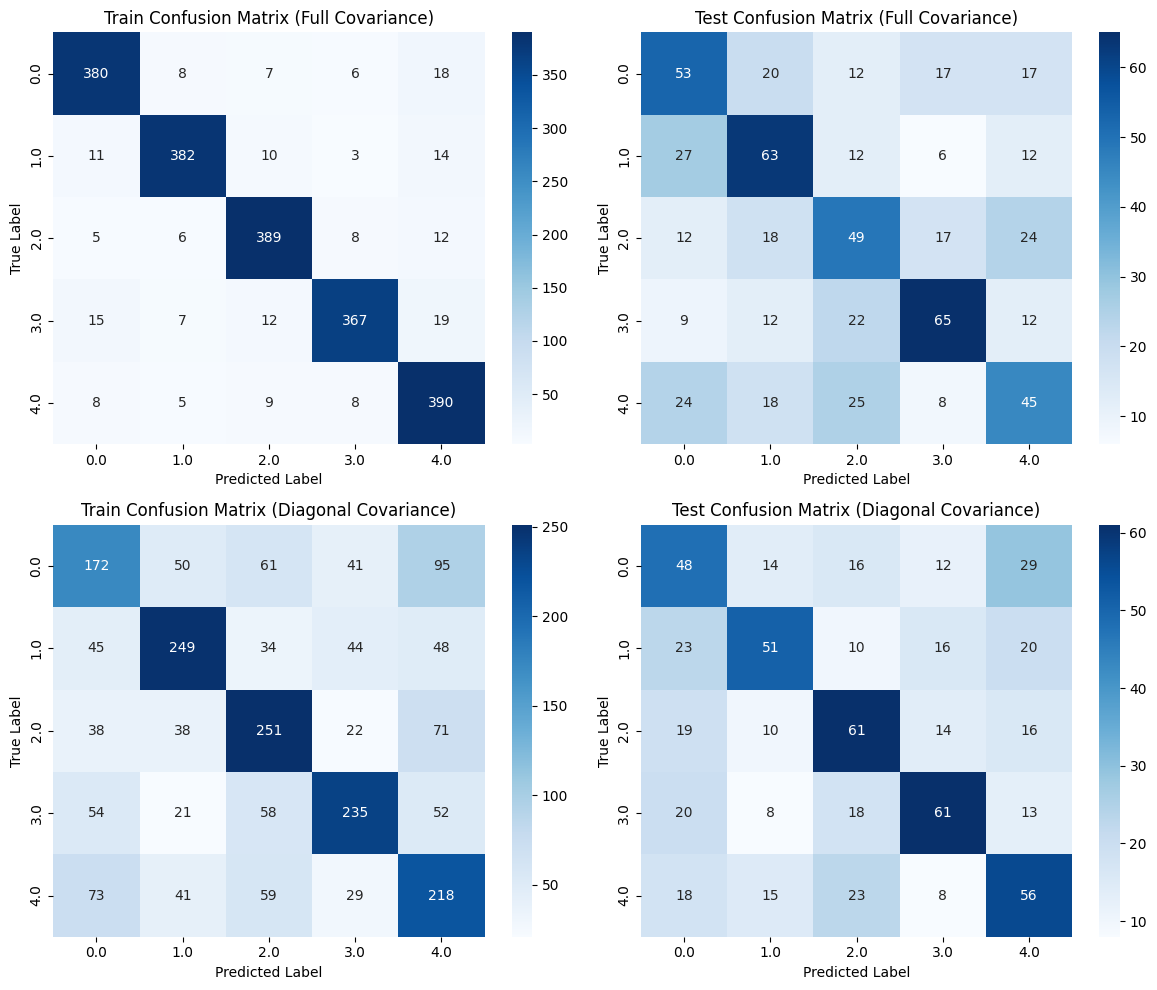 Train Confusion Matrix (Full Covariance)
True Label
0.0 380 8 7 6 18
1.0 11 382 10 3 14
2.0 5 6 389 8 12
3.0 15 7 12 367 19
4.0 8 5 9 8 390
0.0 1.0 2.0 3.0 4.0
Predicted Label
350
300
250
200
150
100
50
Test Confusion Matrix (Full Covariance)
True Label
0.0 53 20 12 17 17
1.0 27 63 12 6 12
2.0 12 18 49 17 24
3.0 9 12 22 65 12
4.0 24 18 25 8 45
0.0 1.0 2.0 3.0 4.0
Predicted Label
60
50
40
30
20
10
Train Confusion Matrix (Diagonal Covariance)
True Label
0.0 172 50 61 41 95
1.0 45 249 34 44 48
2.0 38 38 251 22 71
3.0 54 21 58 235 52
4.0 73 41 59 29 218
0.0 1.0 2.0 3.0 4.0
Predicted Label
250
200
150
100
50
Test Confusion Matrix (Diagonal Covariance)
True Label
0.0 48 14 16 12 29
1.0 23 51 10 16 20
2.0 19 10 61 14 16
3.0 20 8 18 61 13
4.0 18 15 23 8 56
0.0 1.0 2.0 3.0 4.0
Predicted Label
60
50
40
30
20
10